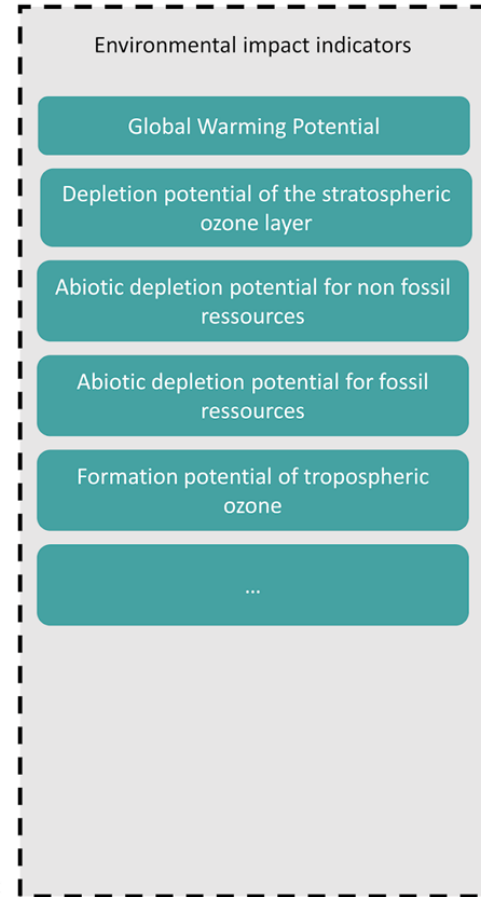 Environmental impact indicators
Global Warming Potential
Depletion potential of the stratospheric
ozone layer
Abiotic depletion potential for non fossil
ressources
Abiotic depletion potential for fossil
ressources
Formation potential of tropospheric
ozone
...